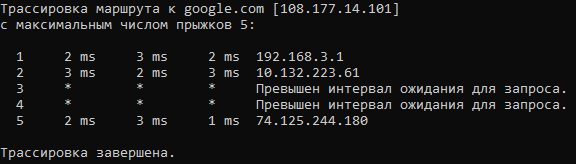 Трассировка маршрута к google.com [108.177.14.101]
с максимальным числом прыжков 5:
1 2 ms 3 ms 2 ms 192.168.3.1
2 3 ms 2 ms 3 ms 10.132.223.61
3 * * * Превышен интервал ожидания для запроса.
4 * * * Превышен интервал ожидания для запроса.
5 2 ms 3 ms 1 ms 74.125.244.180
Трассировка завершена.